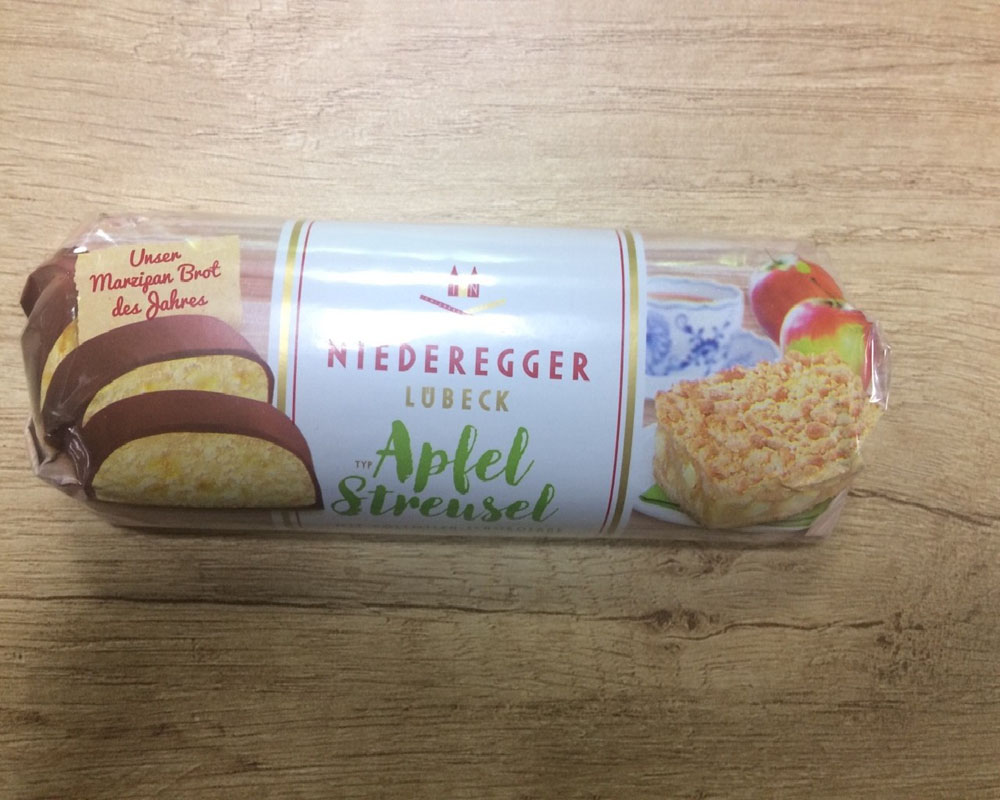 Unser
Marzipan Brot
des Jahres
N
NIEDEREGGER
LÜBECK
TYP Apfel
Streusel